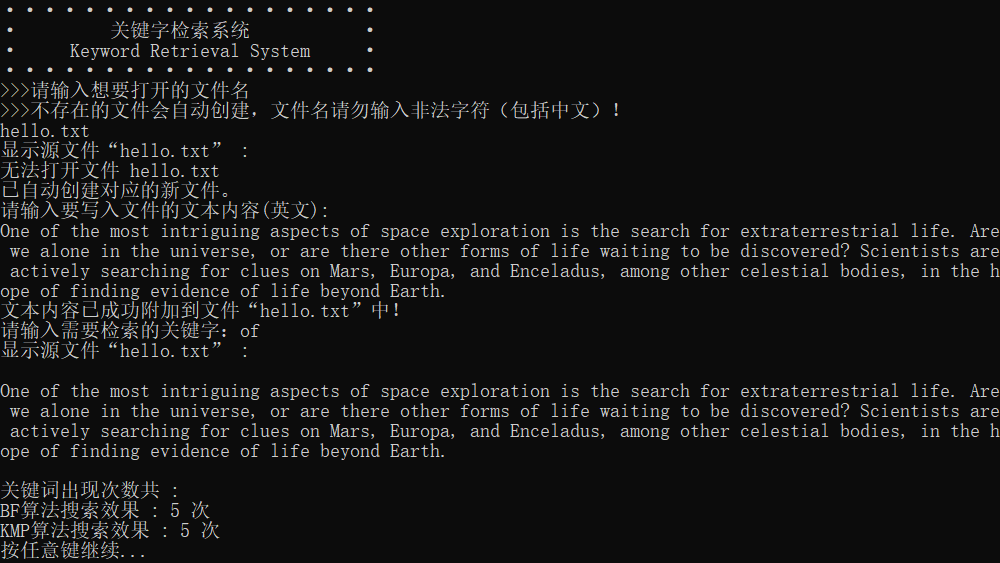 关键字检索系统
Keyword Retrieval System
>>>请输入想要打开的文件名
>>>不存在的文件会自动创建，文件名请勿输入非法字符（包括中文）！
hello.txt
显示源文件“hello.txt” :
无法打开文件 hello.txt
已自动创建对应的新文件。
请输入要写入文件的文本内容(英文):
One of the most intriguing aspects of space exploration is the search for extraterrestrial life. Are
we alone in the universe, or are there other forms of life waiting to be discovered? Scientists are
actively searching for clues on Mars, Europa, and Enceladus, among other celestial bodies, in the h
ope of finding evidence of life beyond Earth.
文本内容已成功附加到文件“hello.txt”中！
请输入需要检索的关键字：of
显示源文件“hello.txt” :
One of the most intriguing aspects of space exploration is the search for extraterrestrial life. Are
we alone in the universe, or are there other forms of life waiting to be discovered? Scientists are
actively searching for clues on Mars, Europa, and Enceladus, among other celestial bodies, in the h
ope of finding evidence of life beyond Earth.
关键词出现次数共 :
BF算法搜索效果 : 5 次
KMP算法搜索效果 : 5 次
按任意键继续...